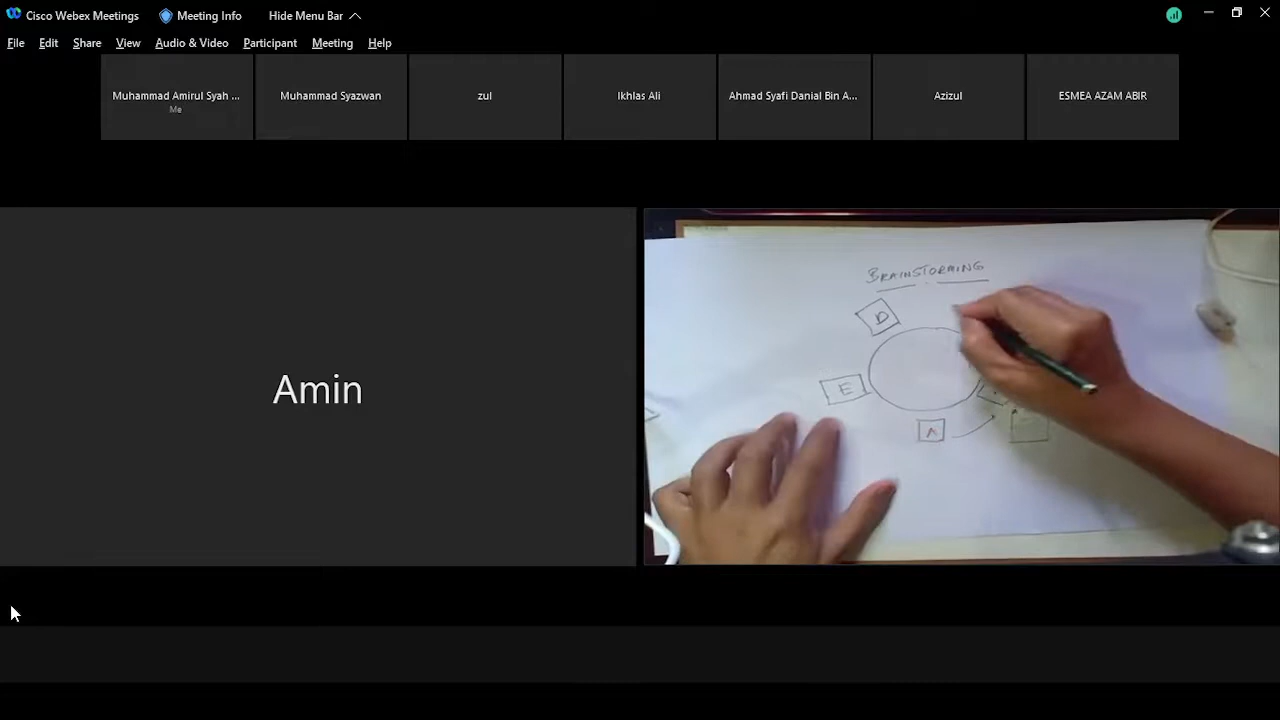 Cisco Webex Meetings Meeting Info Hide Menu Bar
File Edit Share View Audio & Video Participant Meeting Help
Muhammad Amirul Syah ...
Me
Muhammad Syazwan
zul
Ikhlas Ali
Ahmad Syafi Danial Bin A...
Azizul
ESMEA AZAM ABIR
Amin
BRAINSTORMING
D
E
A